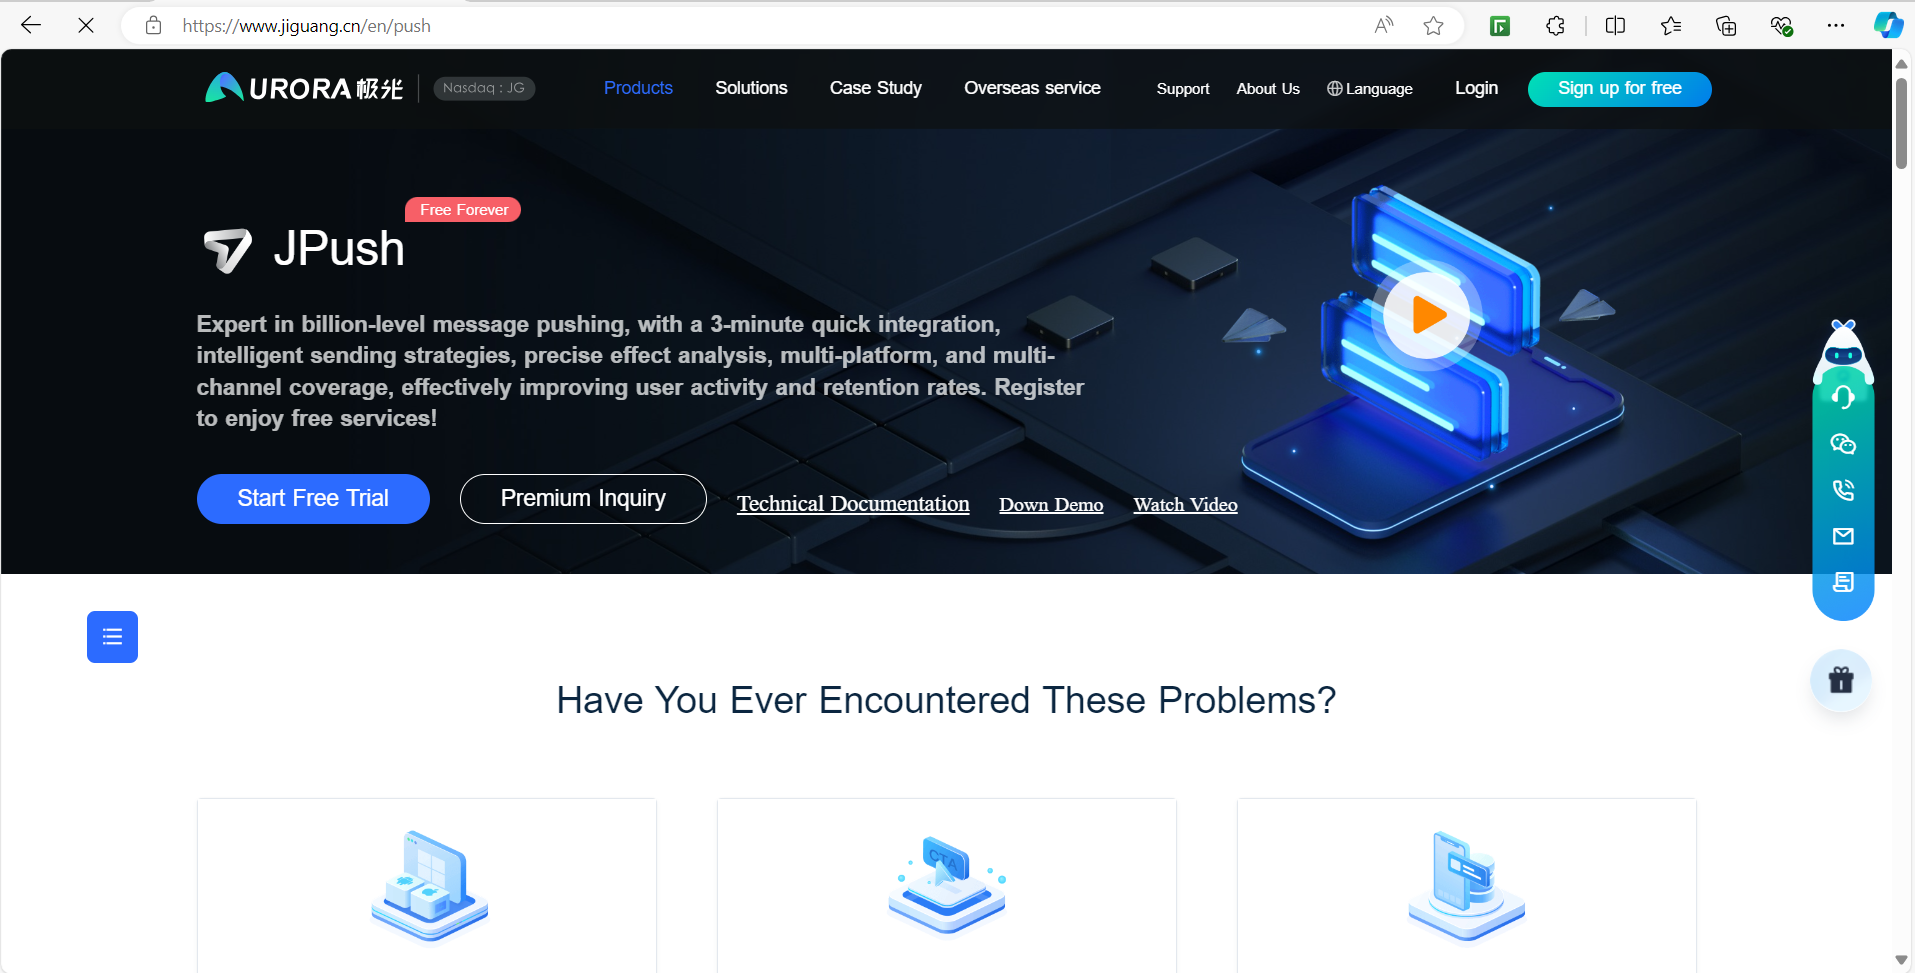 https://www.jiguang.cn/en/push
URORA 极光
Nasdaq : JG
Products
Solutions
Case Study
Overseas service
Support
About Us
Language
Login
Sign up for free
Free Forever
JPush
Expert in billion-level message pushing, with a 3-minute quick integration,
intelligent sending strategies, precise effect analysis, multi-platform, and multi-
channel coverage, effectively improving user activity and retention rates. Register
to enjoy free services!
Start Free Trial
Premium Inquiry
Technical Documentation
Down Demo
Watch Video
Have You Ever Encountered These Problems?
CTA